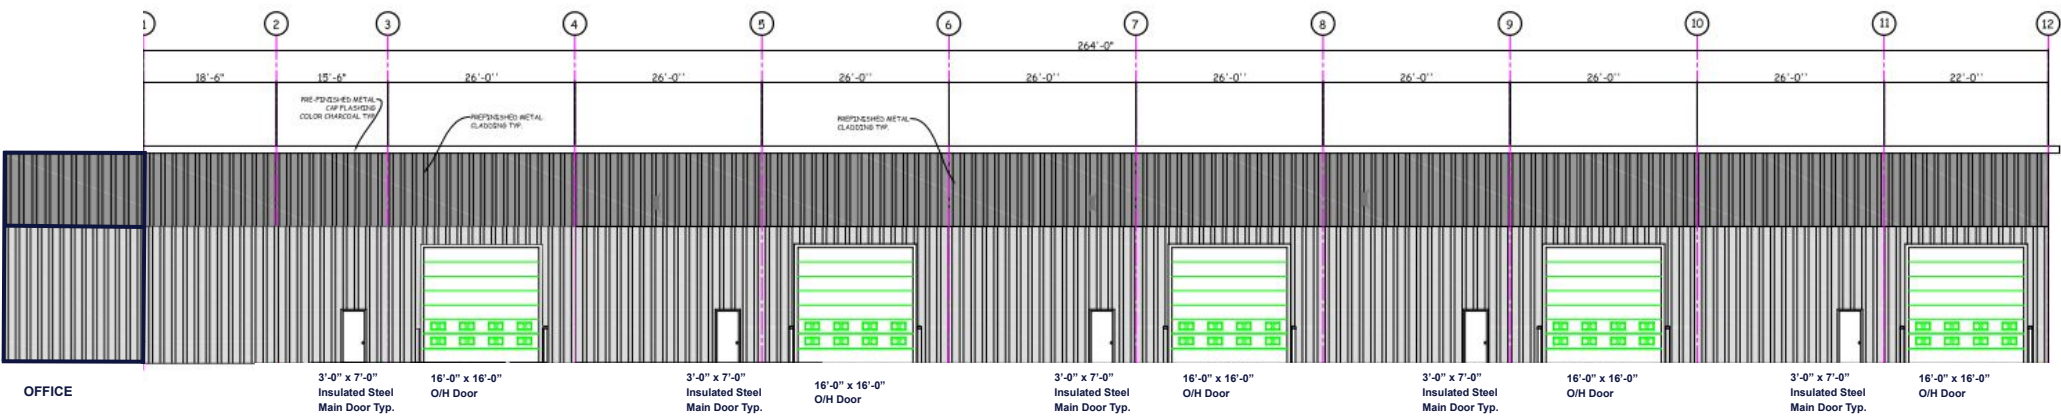 1 2 3 4 5 6 7 8 9 10 11 12
264'-0"
18'-6" 15'-6" 26'-0'' 26'-0'' 26'-0'' 26'-0'' 26'-0'' 26'-0'' 26'-0'' 26'-0'' 22'-0''
PRE-FINISHED METAL
CAP FLASHING
COLOR CHARCOAL TYP.
PREFINISHED METAL
CLADDING TYP.
PREFINISHED METAL
CLADDING TYP.
OFFICE
3'-0” x 7'-0”
Insulated Steel
Main Door Typ.
16'-0” x 16'-0”
O/H Door
3'-0” x 7'-0”
Insulated Steel
Main Door Typ.
16'-0” x 16'-0”
O/H Door
3'-0” x 7'-0”
Insulated Steel
Main Door Typ.
16'-0” x 16'-0”
O/H Door
3'-0” x 7'-0”
Insulated Steel
Main Door Typ.
16'-0” x 16'-0”
O/H Door
3'-0” x 7'-0”
Insulated Steel
Main Door Typ.
16'-0” x 16'-0”
O/H Door